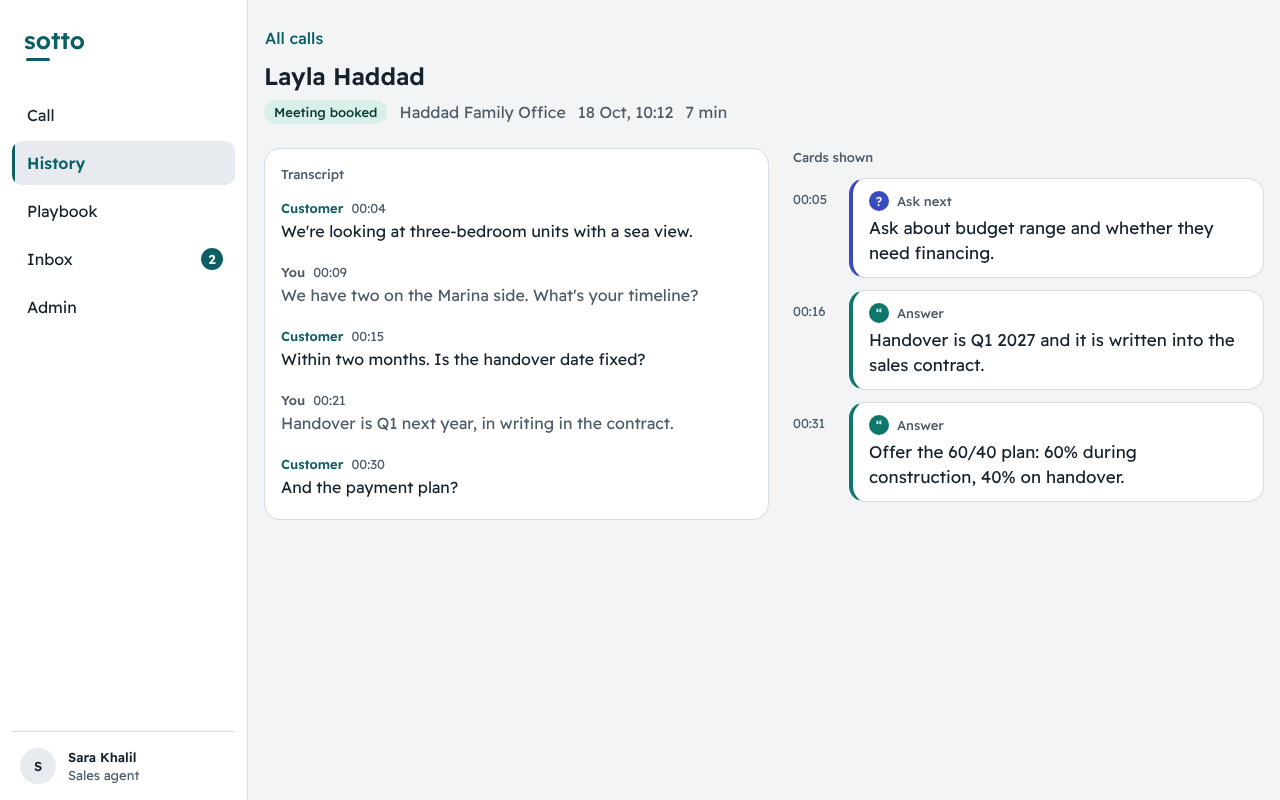 sotto
Call
History
Playbook
Inbox
2
Admin
S
Sara Khalil
Sales agent
All calls
Layla Haddad
Meeting booked
Haddad Family Office
18 Oct, 10:12
7 min
Transcript
Customer 00:04
We're looking at three-bedroom units with a sea view.
You 00:09
We have two on the Marina side. What's your timeline?
Customer 00:15
Within two months. Is the handover date fixed?
You 00:21
Handover is Q1 next year, in writing in the contract.
Customer 00:30
And the payment plan?
Cards shown
00:05
? Ask next
Ask about budget range and whether they
need financing.
00:16
“ Answer
Handover is Q1 2027 and it is written into the
sales contract.
00:31
“ Answer
Offer the 60/40 plan: 60% during
construction, 40% on handover.